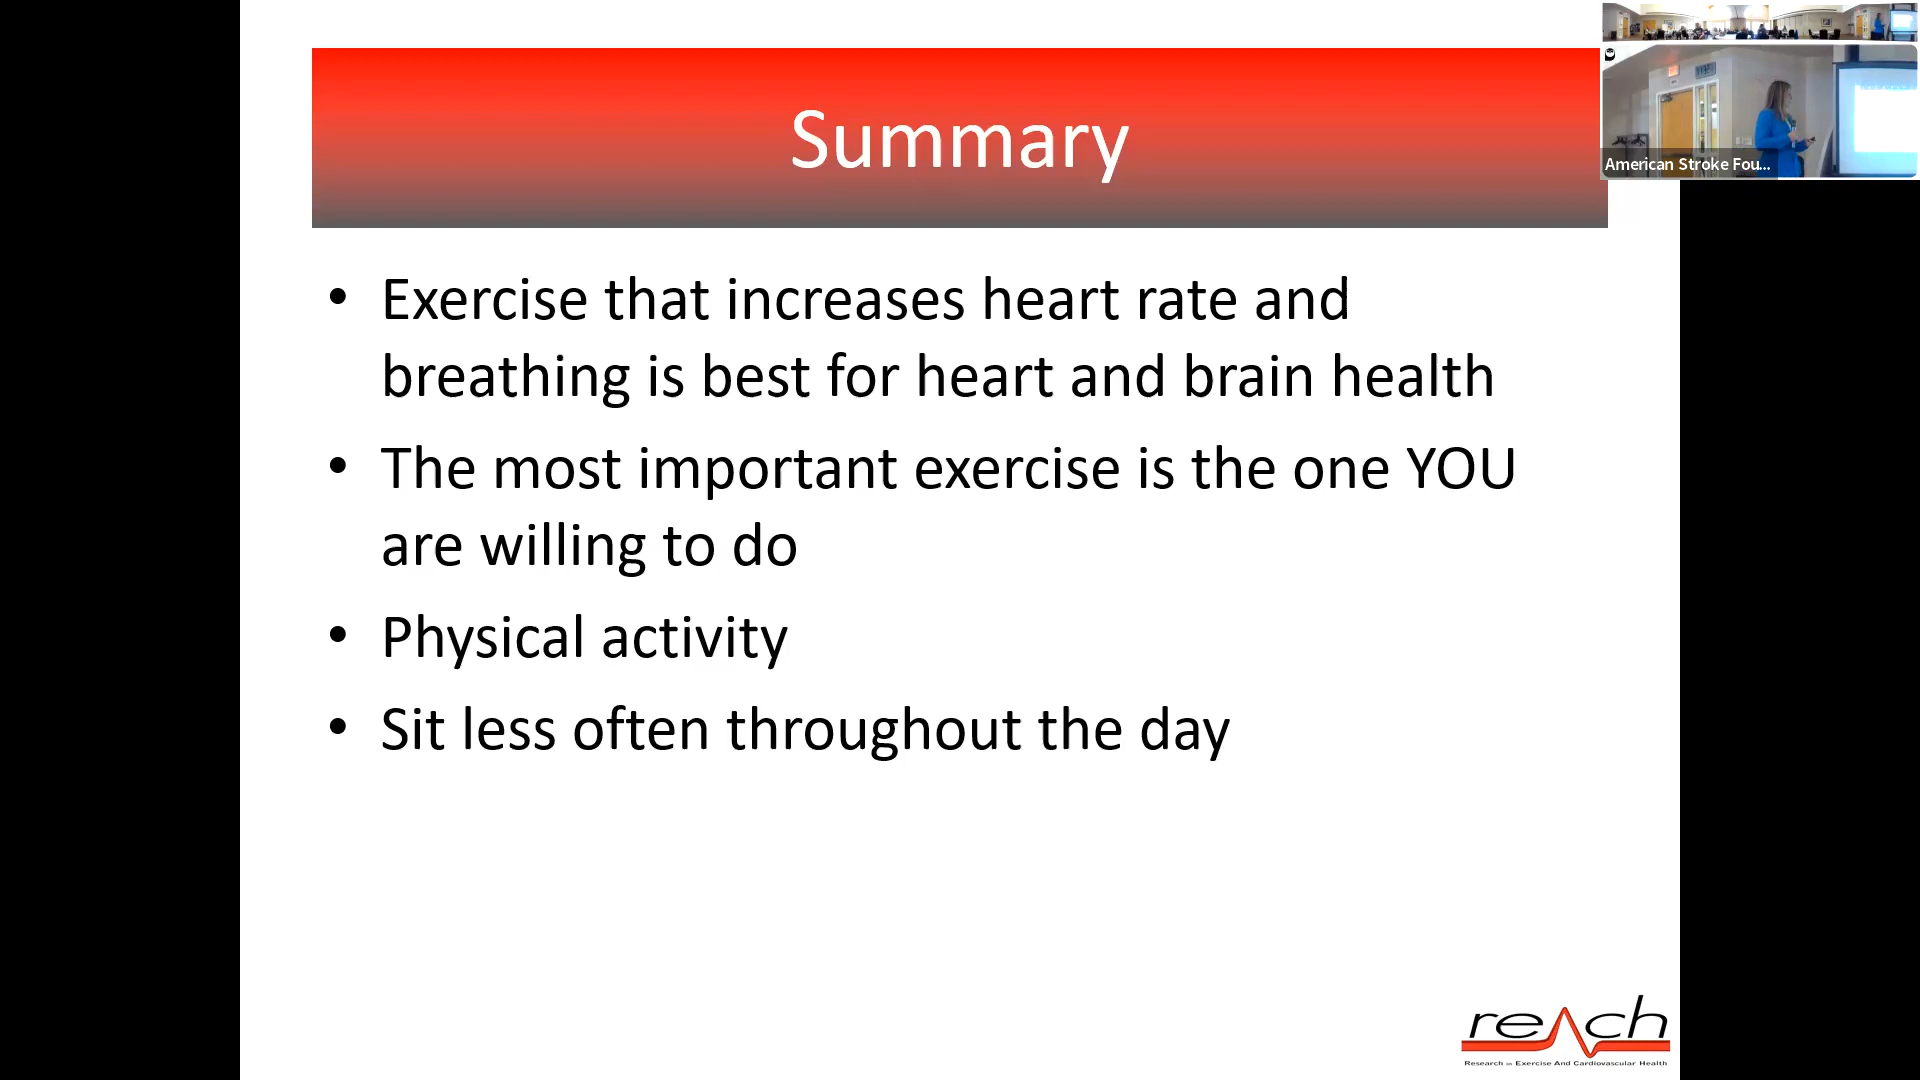 Summary
American Stroke Fou...
• Exercise that increases heart rate and
breathing is best for heart and brain health
• The most important exercise is the one YOU
are willing to do
• Physical activity
• Sit less often throughout the day
reach
Research in Exercise And Cardiovascular Health